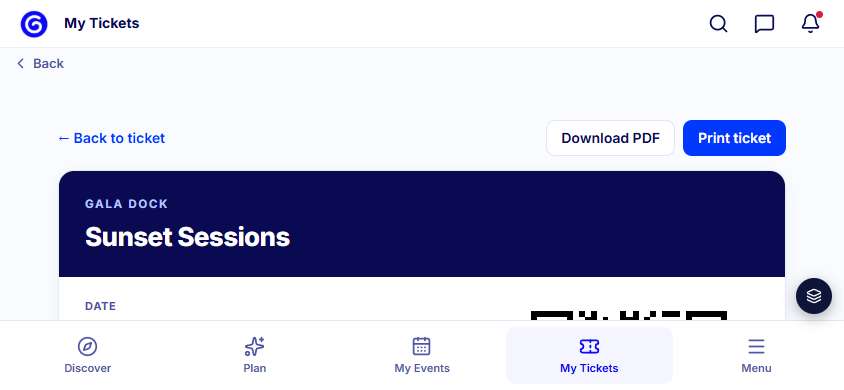 My Tickets
Back
← Back to ticket
Download PDF
Print ticket
GALA DOCK
Sunset Sessions
DATE
Discover
Plan
My Events
My Tickets
Menu